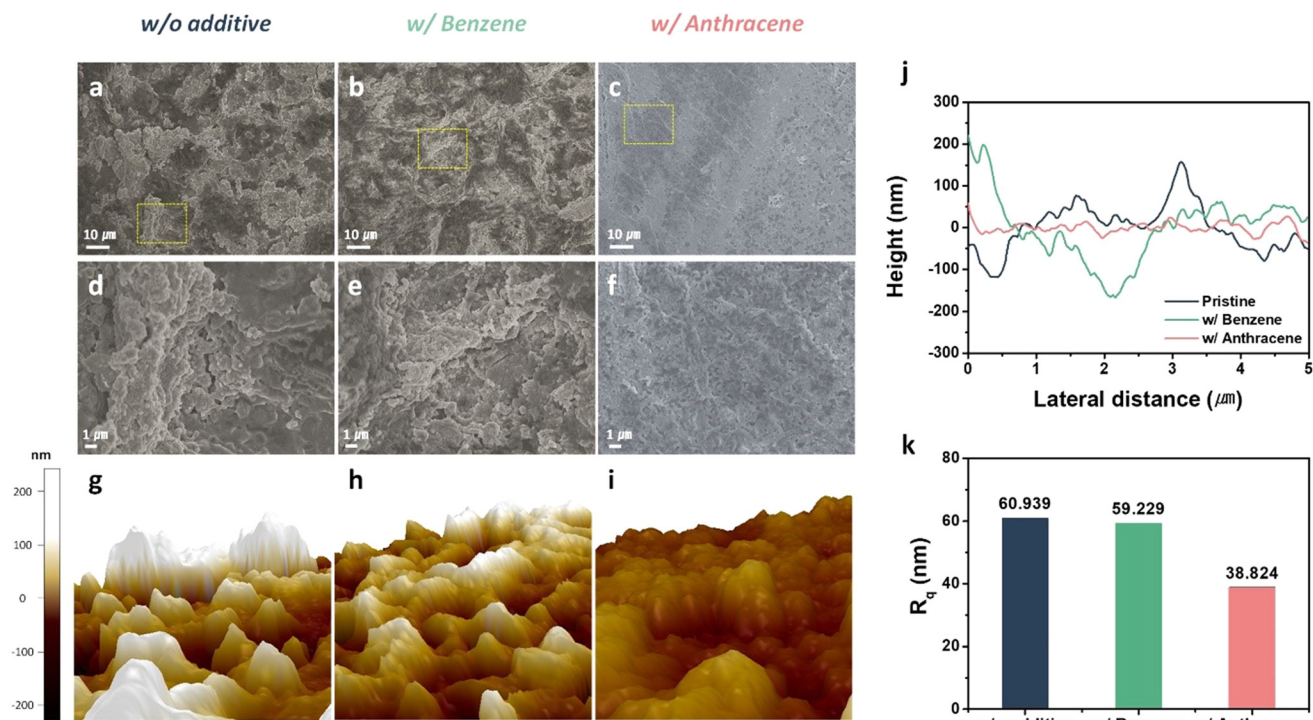 w/o additive
w/ Benzene
w/ Anthracene
a
10 ㎛
b
10 ㎛
c
10 ㎛
d
1 ㎛
e
1 ㎛
f
1 ㎛
nm
200
100
0
-100
-200
g
h
i
j
Height (nm)
300
200
100
0
-100
-200
-300
Pristine
w/ Benzene
w/ Anthracene
0 1 2 3 4 5
Lateral distance (㎛)
k
Rq (nm)
80
60
40
20
0
60.939
59.229
38.824